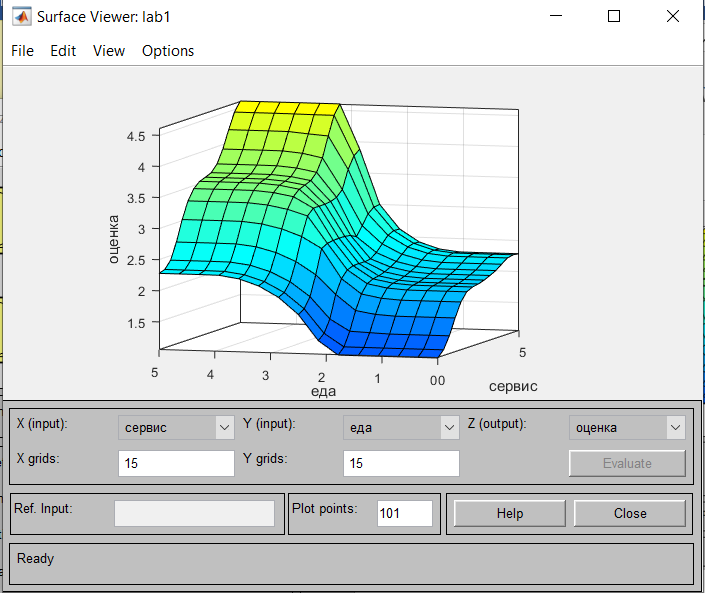 Surface Viewer: lab1
File Edit View Options
4.5
4
3.5
3
2.5
2
1.5
оценка
5 4 3 2 1 0 0 5
еда
сервис
X (input): сервис Y (input): еда Z (output): оценка
X grids: 15 Y grids: 15 Evaluate
Ref. Input: Plot points: 101 Help Close
Ready